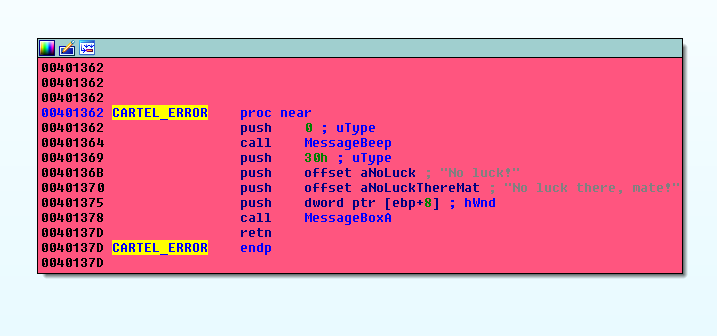 00401362
00401362
00401362
00401362 CARTEL_ERROR proc near
00401362 push 0 ; uType
00401364 call MessageBeep
00401369 push 30h ; uType
0040136B push offset aNoLuck ; "No luck!"
00401370 push offset aNoLuckThereMat ; "No luck there, mate!"
00401375 push dword ptr [ebp+8] ; hWnd
00401378 call MessageBoxA
0040137D retn
0040137D CARTEL_ERROR endp
0040137D